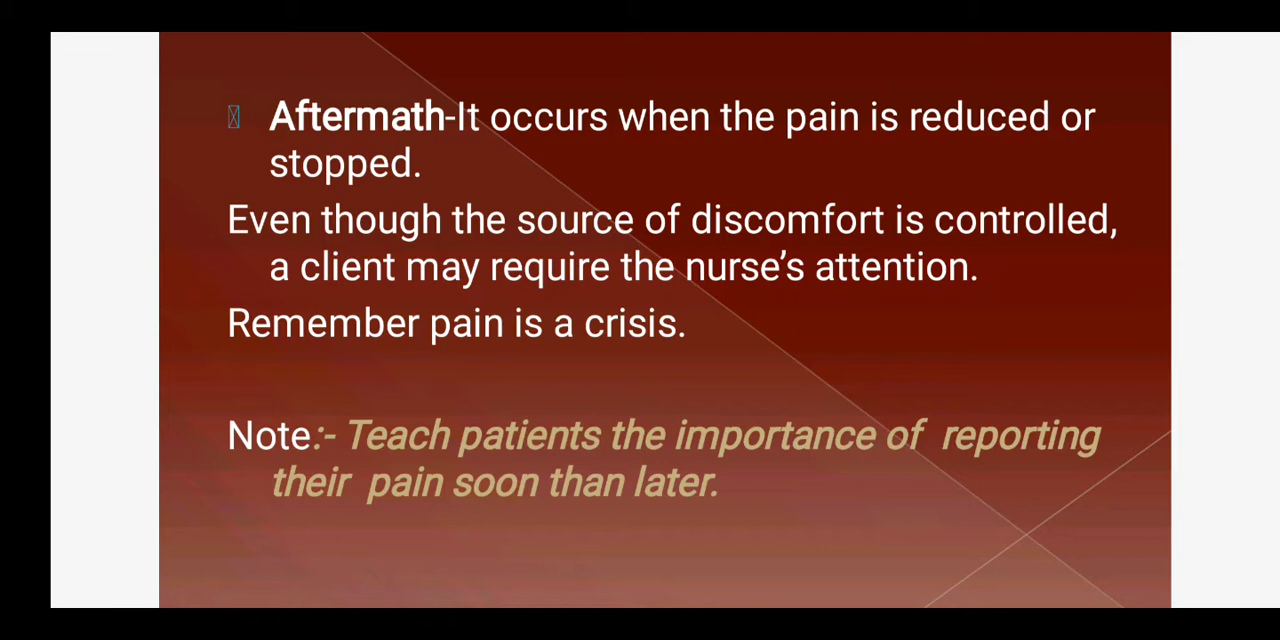 Aftermath-It occurs when the pain is reduced or
stopped.
Even though the source of discomfort is controlled,
a client may require the nurse’s attention.
Remember pain is a crisis.
Note:- Teach patients the importance of  reporting
their  pain soon than later.